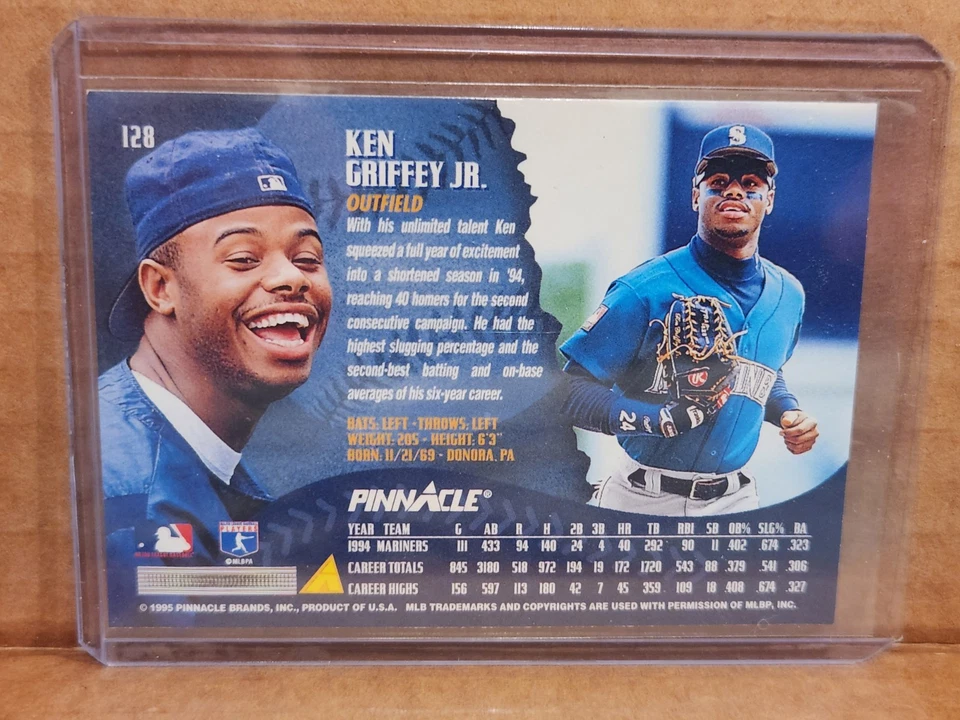 128
KEN
GRIFFEY JR.
OUTFIELD
With his unlimited talent Ken
squeezed a full year of excitement
into a shortened season in '94,
reaching 40 homers for the second
consecutive campaign. He had the
highest slugging percentage and the
second-best batting and on-base
averages of his six-year career.
BATS: LEFT • THROWS: LEFT
WEIGHT: 205 • HEIGHT: 6'3"
BORN: 11/21/69 • DONORA, PA
S
24
PINNACLE®
YEAR TEAM G AB R H 2B 3B HR TB RBI SB OB% SLG% BA
1994 MARINERS 111 433 94 140 24 4 40 292 90 11 .402 .674 .323
CAREER TOTALS 845 3180 518 972 194 19 172 1720 543 88 .379 .541 .306
CAREER HIGHS 156 597 113 180 42 7 45 359 109 18 .408 .674 .327
PLAYERS
©MLBPA
© 1995 PINNACLE BRANDS, INC., PRODUCT OF U.S.A. MLB TRADEMARKS AND COPYRIGHTS ARE USED WITH PERMISSION OF MLBP, INC.